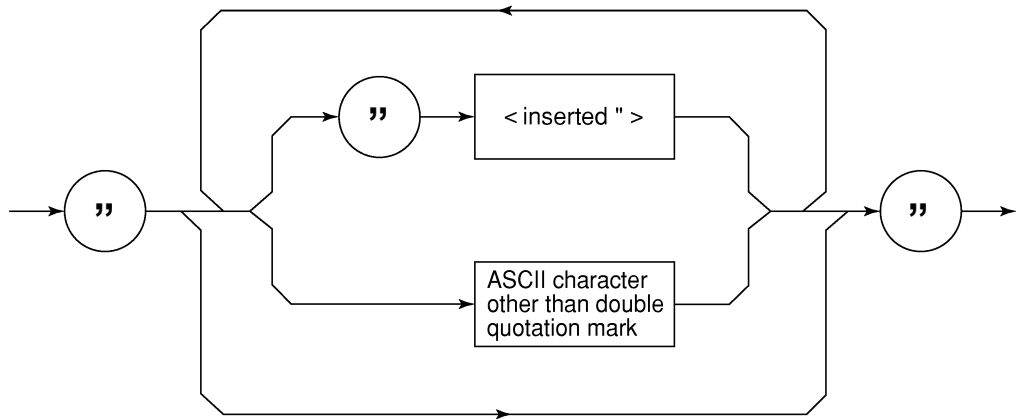 ”
< inserted " >
”
”
ASCII character
other than double
quotation mark